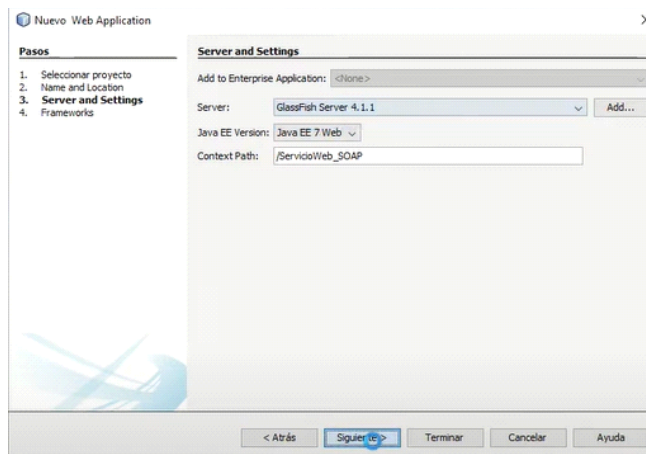 Nuevo Web Application
Pasos
1. Seleccionar proyecto
2. Name and Location
3. Server and Settings
4. Frameworks
Server and Settings
Add to Enterprise Application: <None>
Server: GlassFish Server 4.1.1 Add...
Java EE Version: Java EE 7 Web
Context Path: /ServicioWeb_SOAP
< Atrás Siguiente > Terminar Cancelar Ayuda